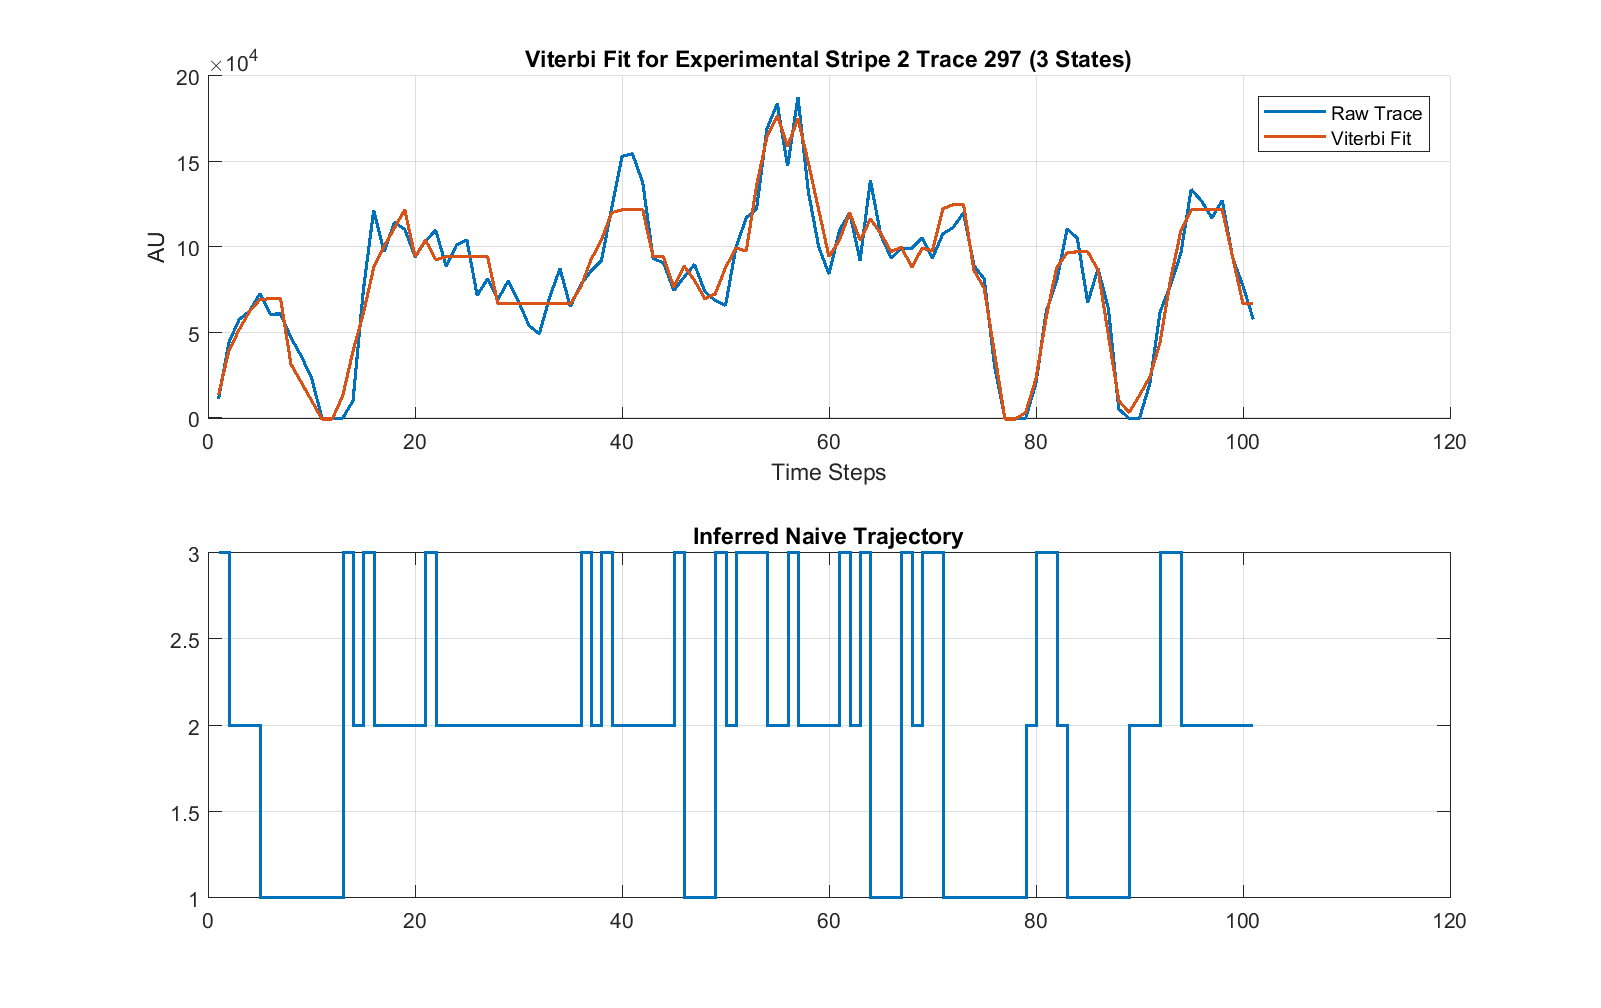 Viterbi Fit for Experimental Stripe 2 Trace 297 (3 States)
×10^4
20
15
10
5
0
AU
Raw Trace
Viterbi Fit
0 20 40 60 80 100 120
Time Steps
Inferred Naive Trajectory
3
2.5
2
1.5
1
0 20 40 60 80 100 120